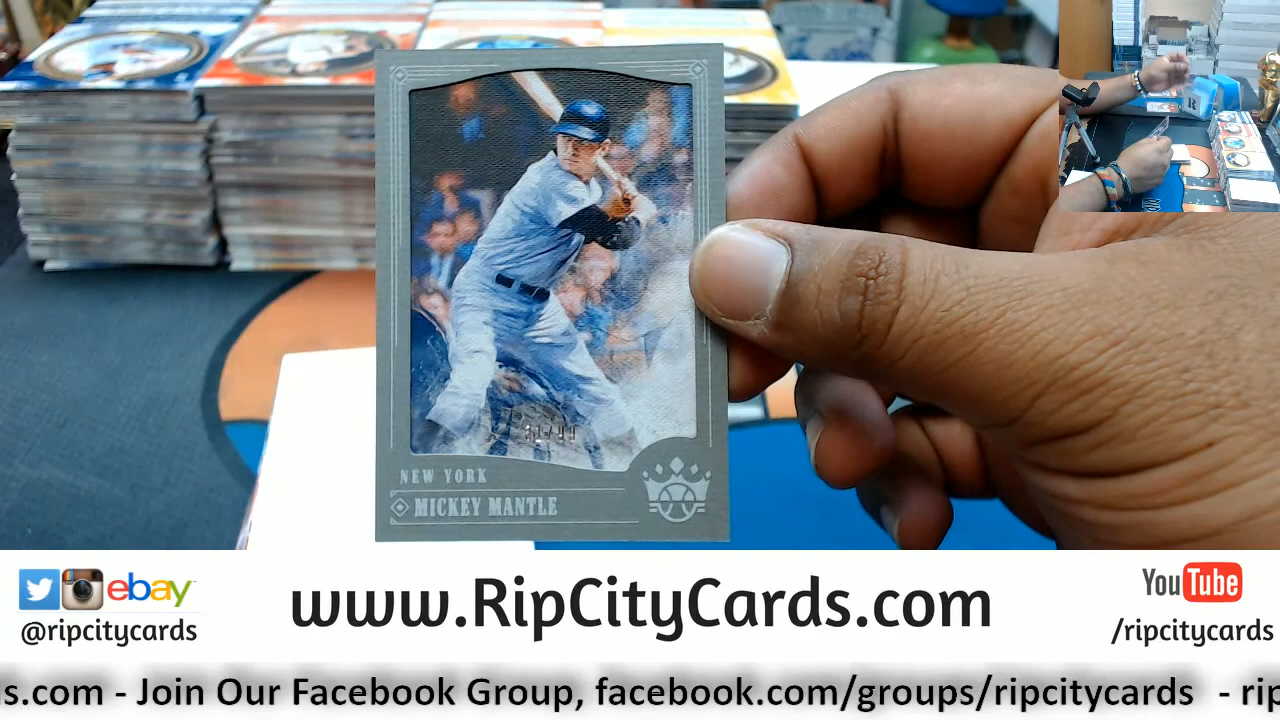 NEW YORK
MICKEY MANTLE
ebay
@ripcitycards
www.RipCityCards.com
YouTube
/ripcitycards
s.com - Join Our Facebook Group, facebook.com/groups/ripcitycards - rip